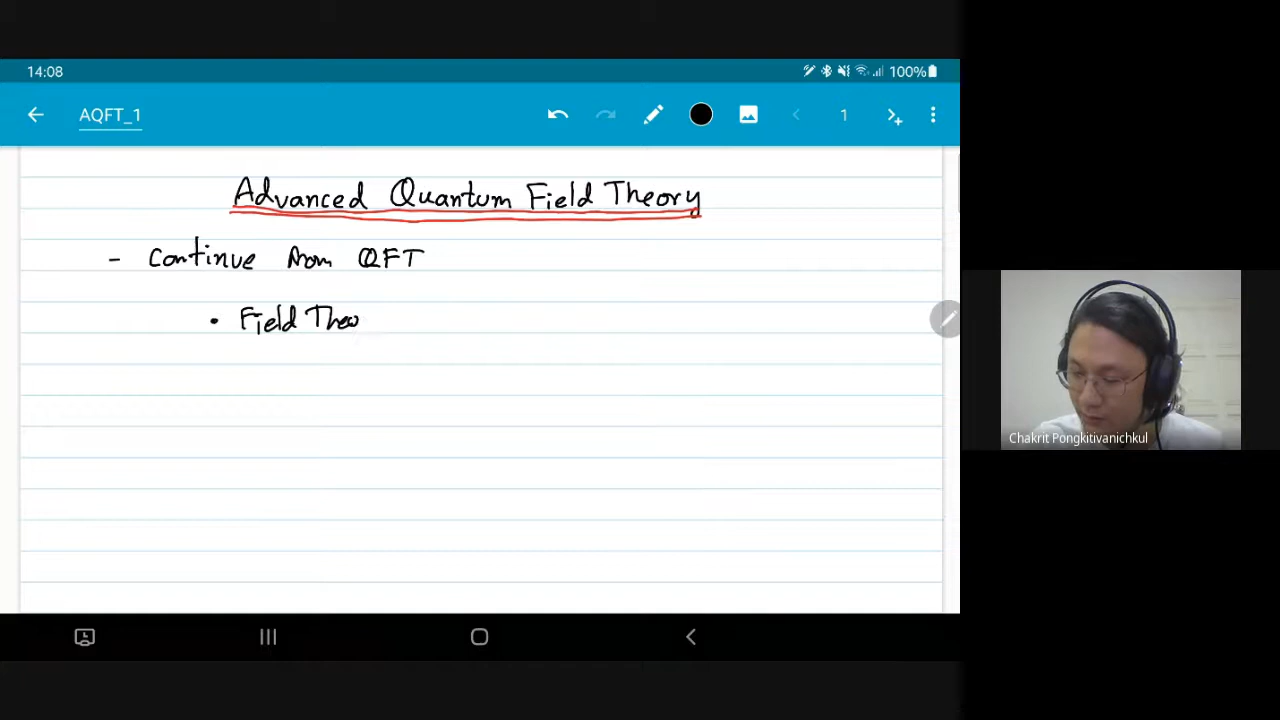 14:08
100%
AQFT_1
1
Advanced Quantum Field Theory
- Continue from QFT
• Field Theo
Chakrit Pongkitivanichkul